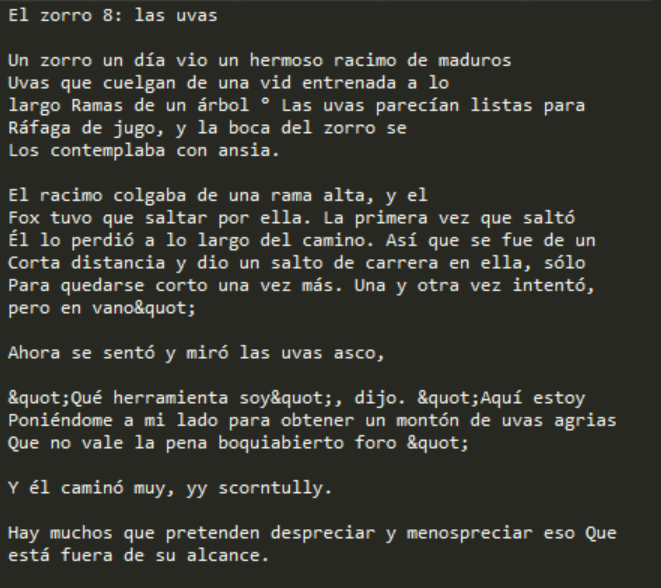 El zorro 8: las uvas
Un zorro un día vio un hermoso racimo de maduros
Uvas que cuelgan de una vid entrenada a lo
largo Ramas de un árbol ° Las uvas parecían listas para
Ráfaga de jugo, y la boca del zorro se
Los contemplaba con ansia.
El racimo colgaba de una rama alta, y el
Fox tuvo que saltar por ella. La primera vez que saltó
Él lo perdió a lo largo del camino. Así que se fue de un
Corta distancia y dio un salto de carrera en ella, sólo
Para quedarse corto una vez más. Una y otra vez intentó,
pero en vano&quot;
Ahora se sentó y miró las uvas asco,
&quot;Qué herramienta soy&quot;, dijo. &quot;Aquí estoy
Poniéndome a mi lado para obtener un montón de uvas agrias
Que no vale la pena boquiabierto foro &quot;
Y él caminó muy, yy scorntully.
Hay muchos que pretenden despreciar y menospreciar eso Que
está fuera de su alcance.